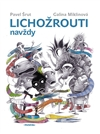 Pavel Šrut Galina Miklínová
LICHOŽROUTI
navždy